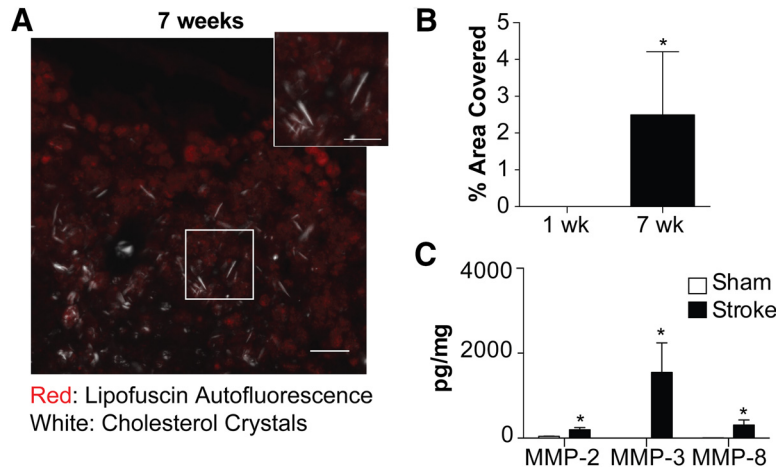 A
7 weeks
Red: Lipofuscin Autofluorescence
White: Cholesterol Crystals
B
% Area Covered
5
4
3
2
1
0
*
1 wk 7 wk
C
pg/mg
4000
2000
0
Sham
Stroke
* * *
MMP-2 MMP-3 MMP-8